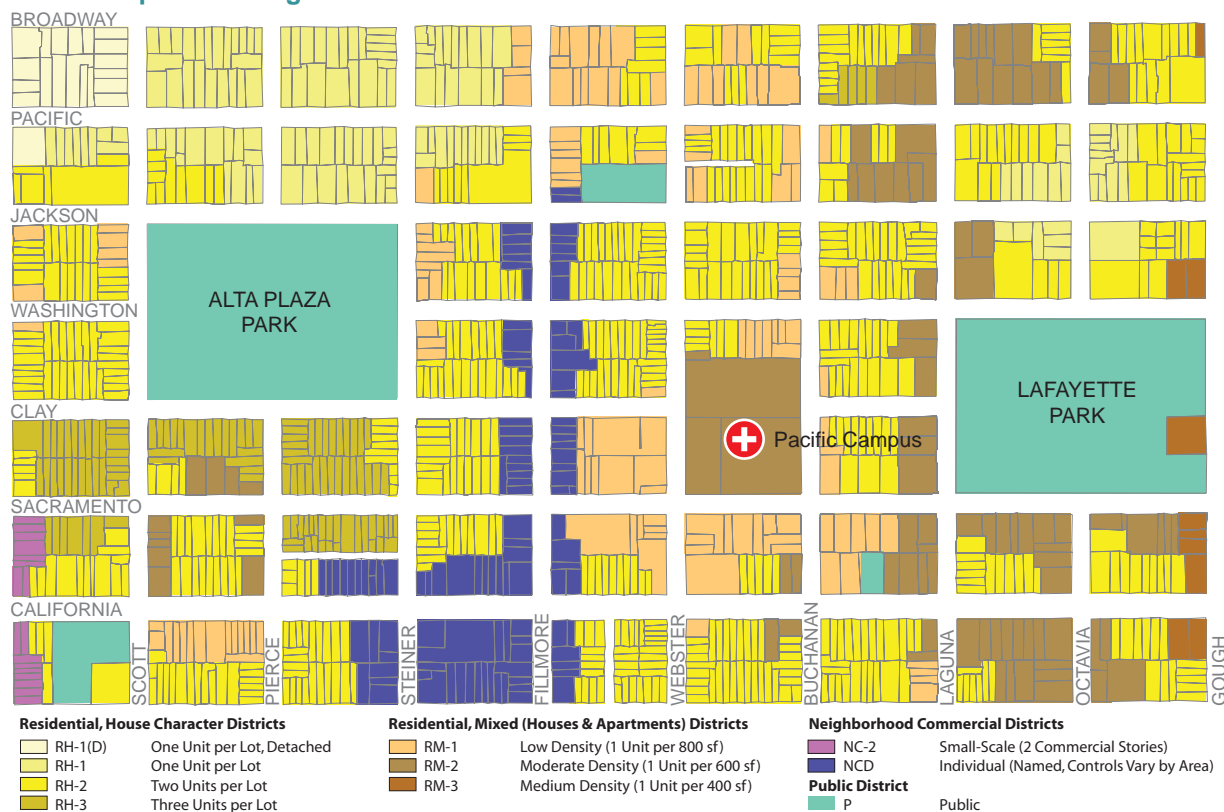 BROADWAY
PACIFIC
JACKSON
ALTA PLAZA
PARK
WASHINGTON
LAFAYETTE
PARK
CLAY
Pacific Campus
SACRAMENTO
CALIFORNIA
SCOTT
PIERCE
STEINER
FILLMORE
WEBSTER
BUCHANAN
LAGUNA
OCTAVIA
GOUGH
Residential, House Character Districts
RH-1(D) One Unit per Lot, Detached
RH-1 One Unit per Lot
RH-2 Two Units per Lot
RH-3 Three Units per Lot
Residential, Mixed (Houses & Apartments) Districts
RM-1 Low Density (1 Unit per 800 sf)
RM-2 Moderate Density (1 Unit per 600 sf)
RM-3 Medium Density (1 Unit per 400 sf)
Neighborhood Commercial Districts
NC-2 Small-Scale (2 Commercial Stories)
NCD Individual (Named, Controls Vary by Area)
Public District
P Public